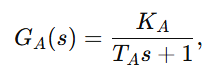 G_A(s) = \frac{K_A}{T_A s + 1},